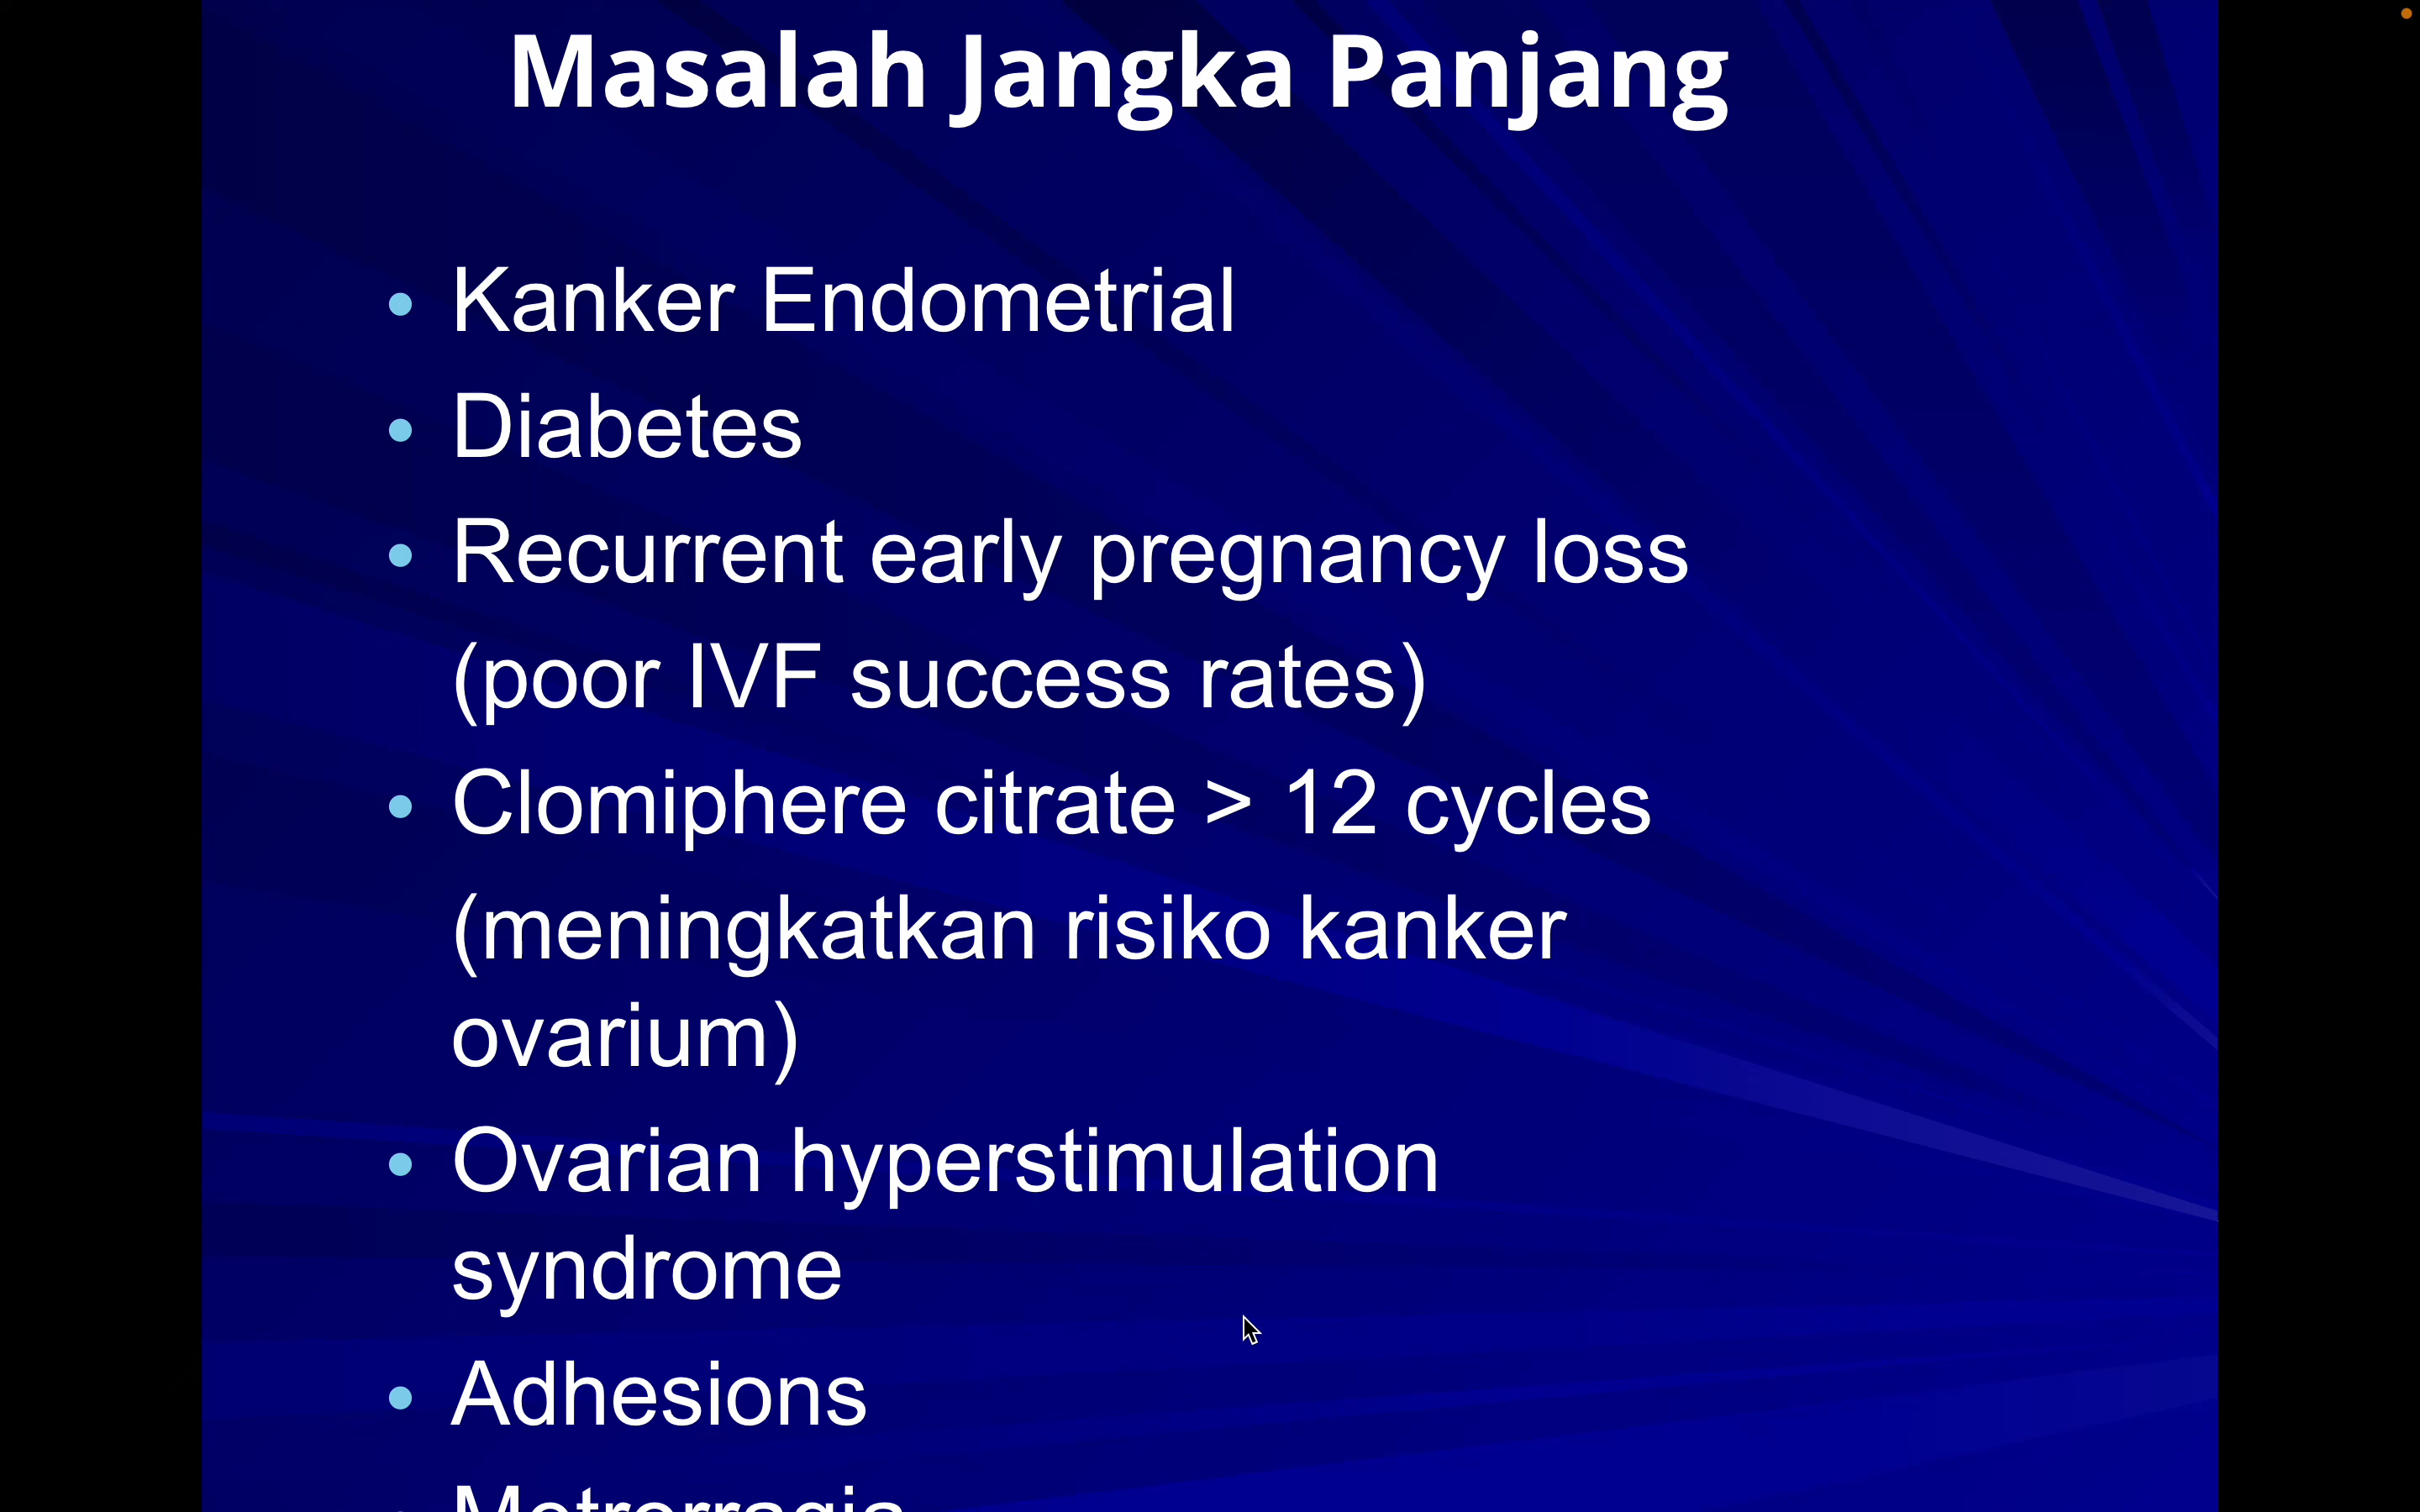 Masalah Jangka Panjang
• Kanker Endometrial
• Diabetes
• Recurrent early pregnancy loss
(poor IVF success rates)
• Clomiphere citrate > 12 cycles
(meningkatkan risiko kanker
ovarium)
• Ovarian hyperstimulation
syndrome
• Adhesions
• Metrorragia